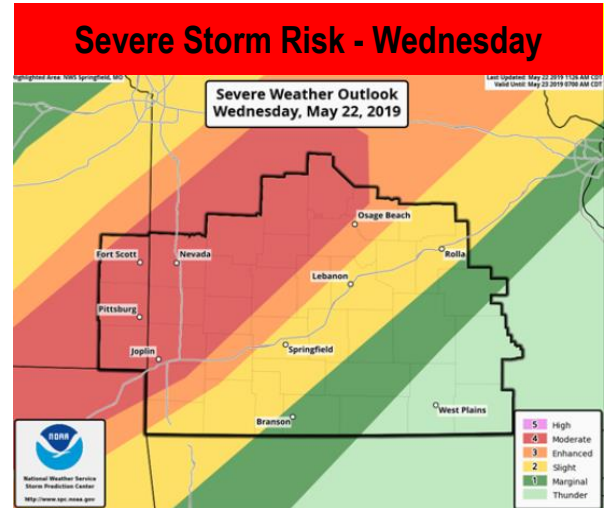 Severe Storm Risk - Wednesday
Highlighted Area: NWS Springfield, MO
Last Updated: May 22 2019 1126 AM CDT
Valid Until: May 23 2019 0700 AM CDT
Severe Weather Outlook
Wednesday, May 22, 2019
Osage Beach
Fort Scott
Nevada
Rolla
Lebanon
Pittsburg
Joplin
Springfield
Branson
West Plains
NOAA
National Weather Service
Storm Prediction Center
http://www.spc.noaa.gov
5 High
4 Moderate
3 Enhanced
2 Slight
1 Marginal
Thunder